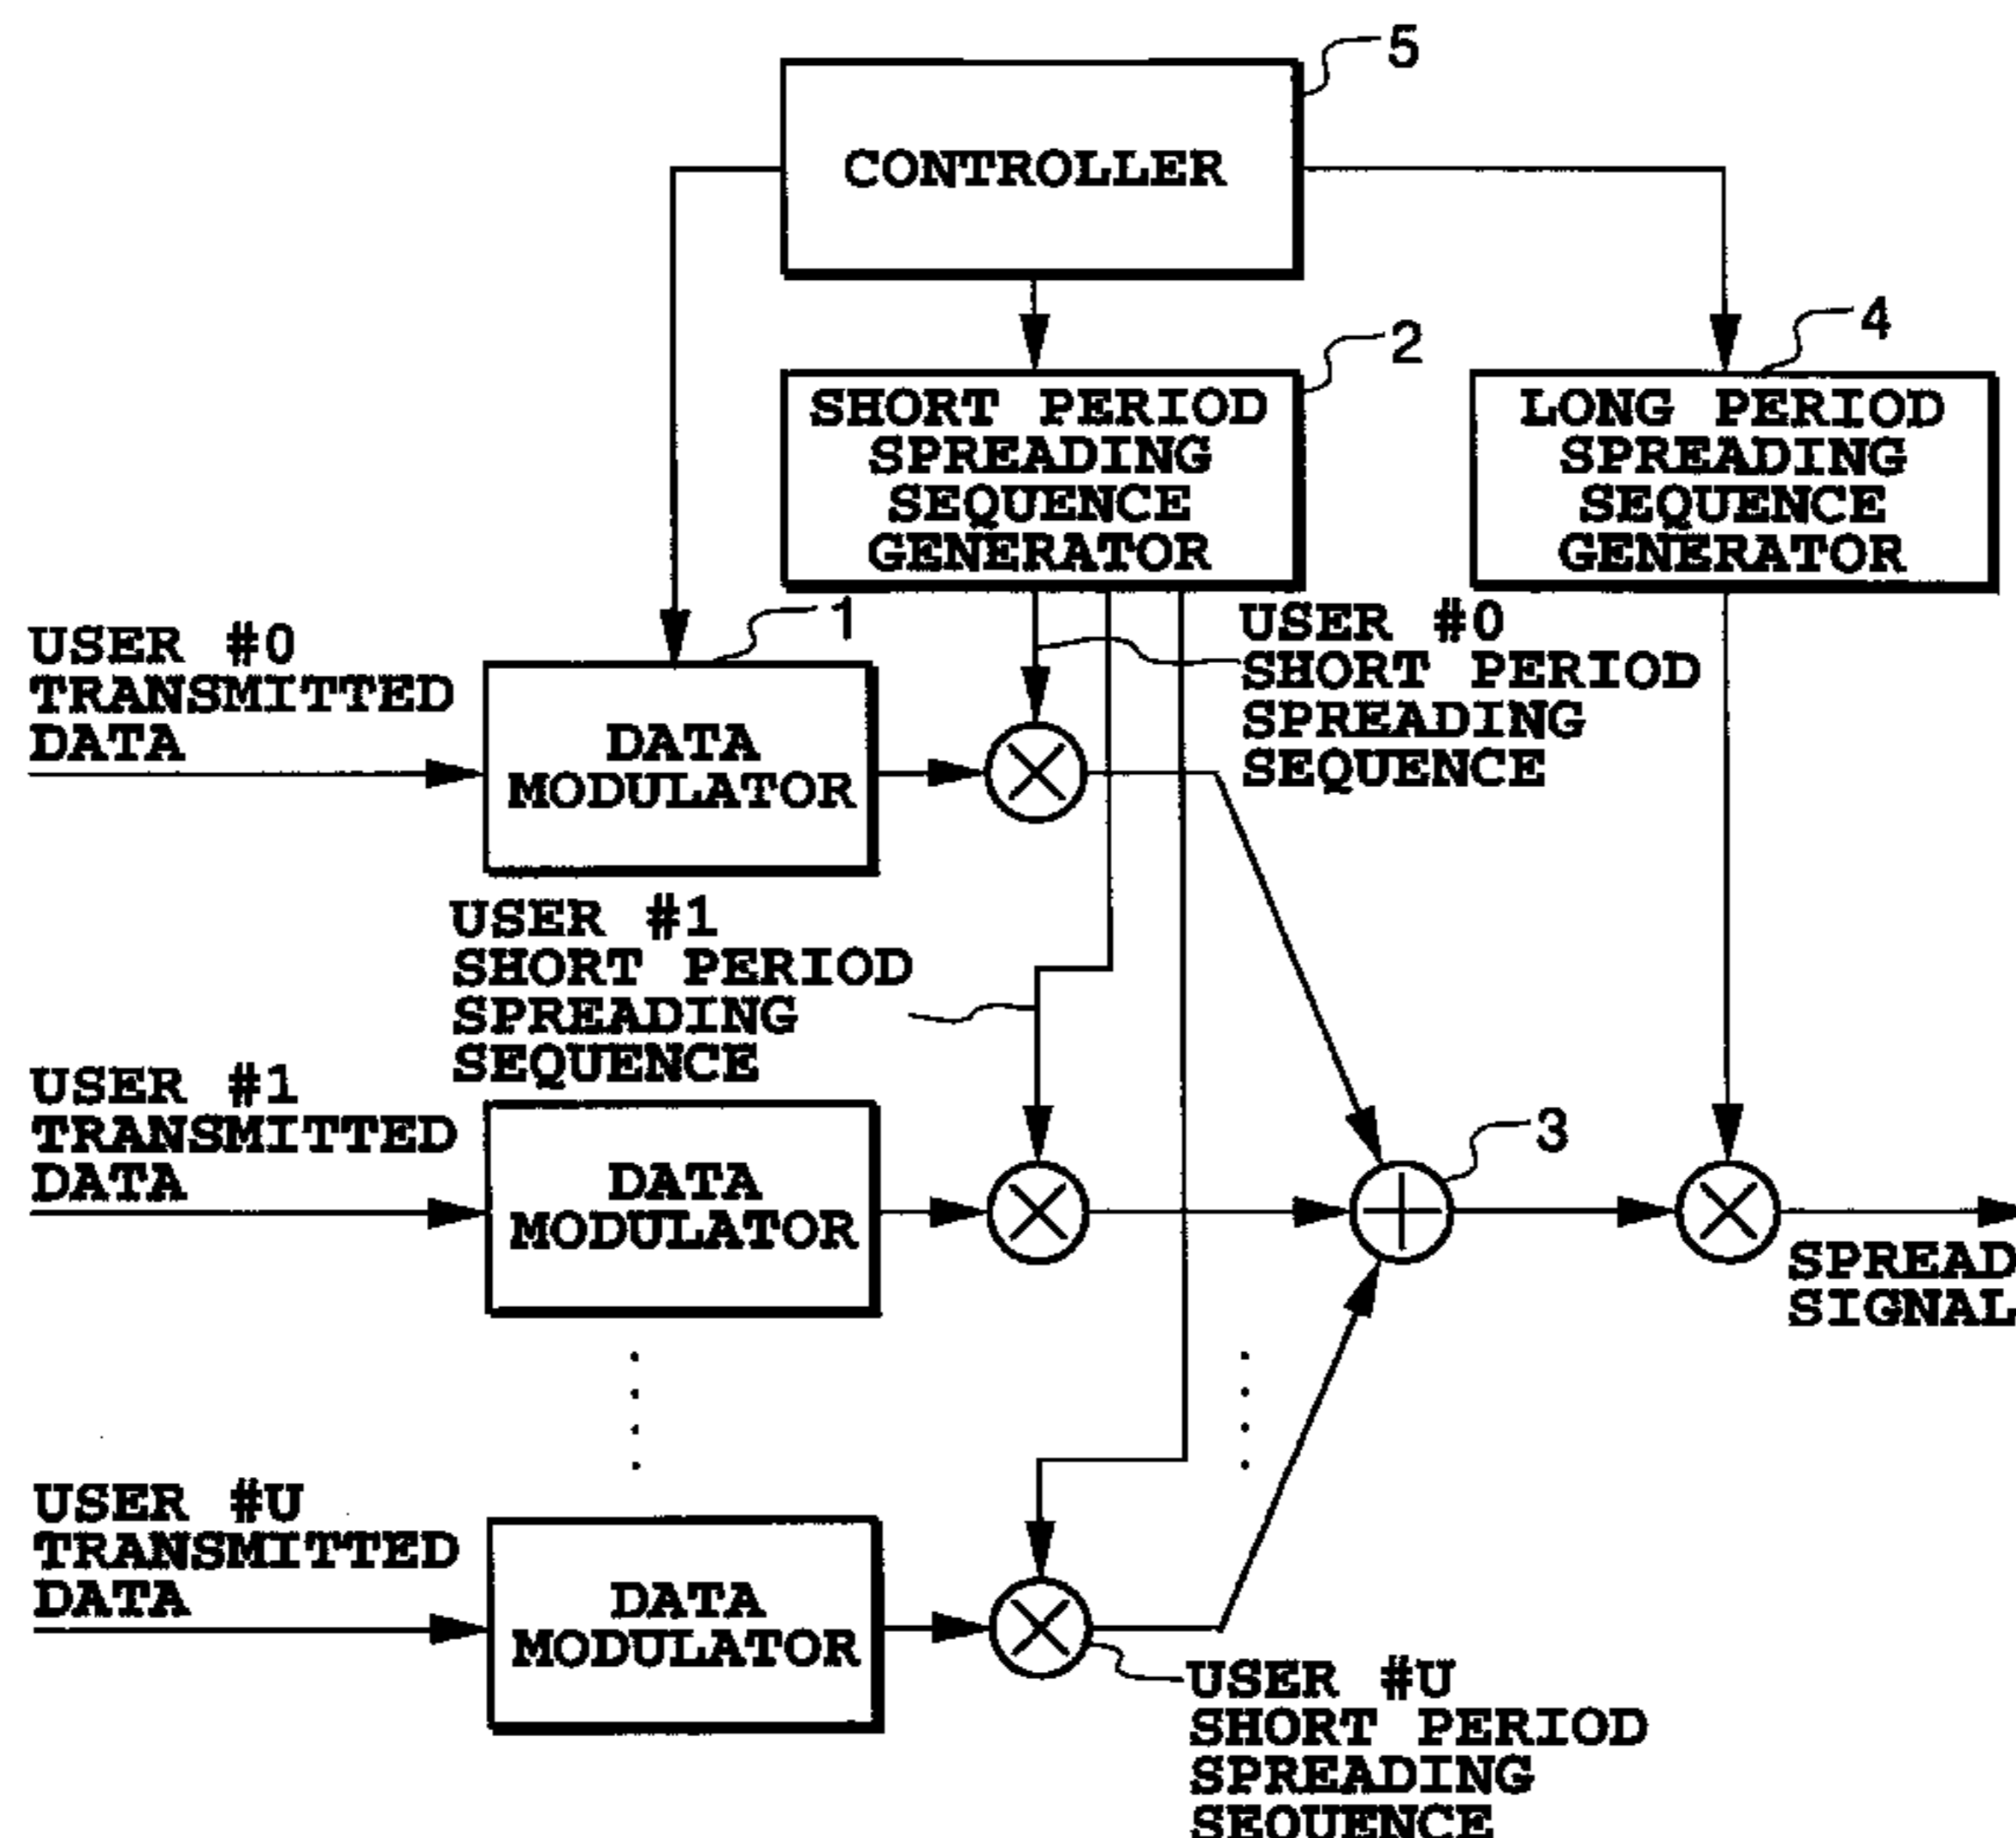 5
CONTROLLER
2
4
SHORT PERIOD
SPREADING
SEQUENCE
GENERATOR
LONG PERIOD
SPREADING
SEQUENCE
GENERATOR
1
USER #0
TRANSMITTED
DATA
DATA
MODULATOR
USER #0
SHORT PERIOD
SPREADING
SEQUENCE
USER #1
SHORT PERIOD
SPREADING
SEQUENCE
USER #1
TRANSMITTED
DATA
DATA
MODULATOR
3
SPREAD
SIGNAL
USER #U
TRANSMITTED
DATA
DATA
MODULATOR
USER #U
SHORT PERIOD
SPREADING
SEQUENCE